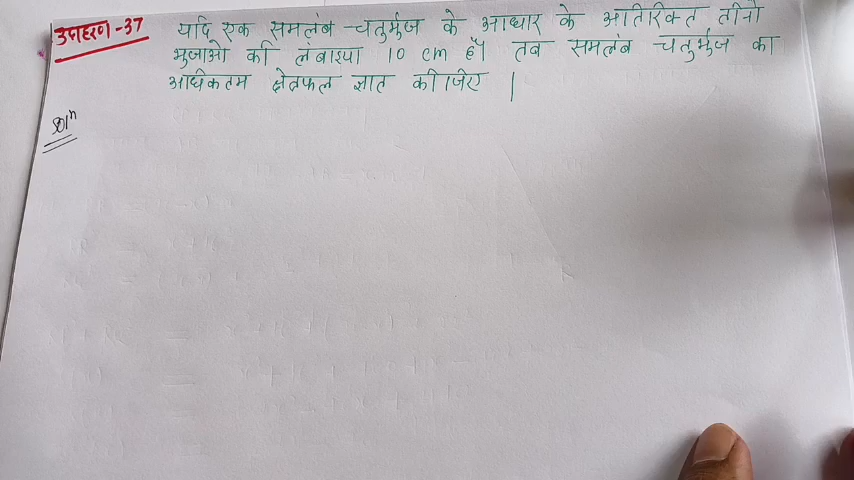 उदाहरण-37 यदि एक समलंब चतुर्भुज के आधार के अतिरिक्त तीनो
भुजाओ की लंबाइया 10 cm हैं। तब समलंब चतुर्भुज का
अधिकतम क्षेत्रफल ज्ञात कीजिए |
Solⁿ